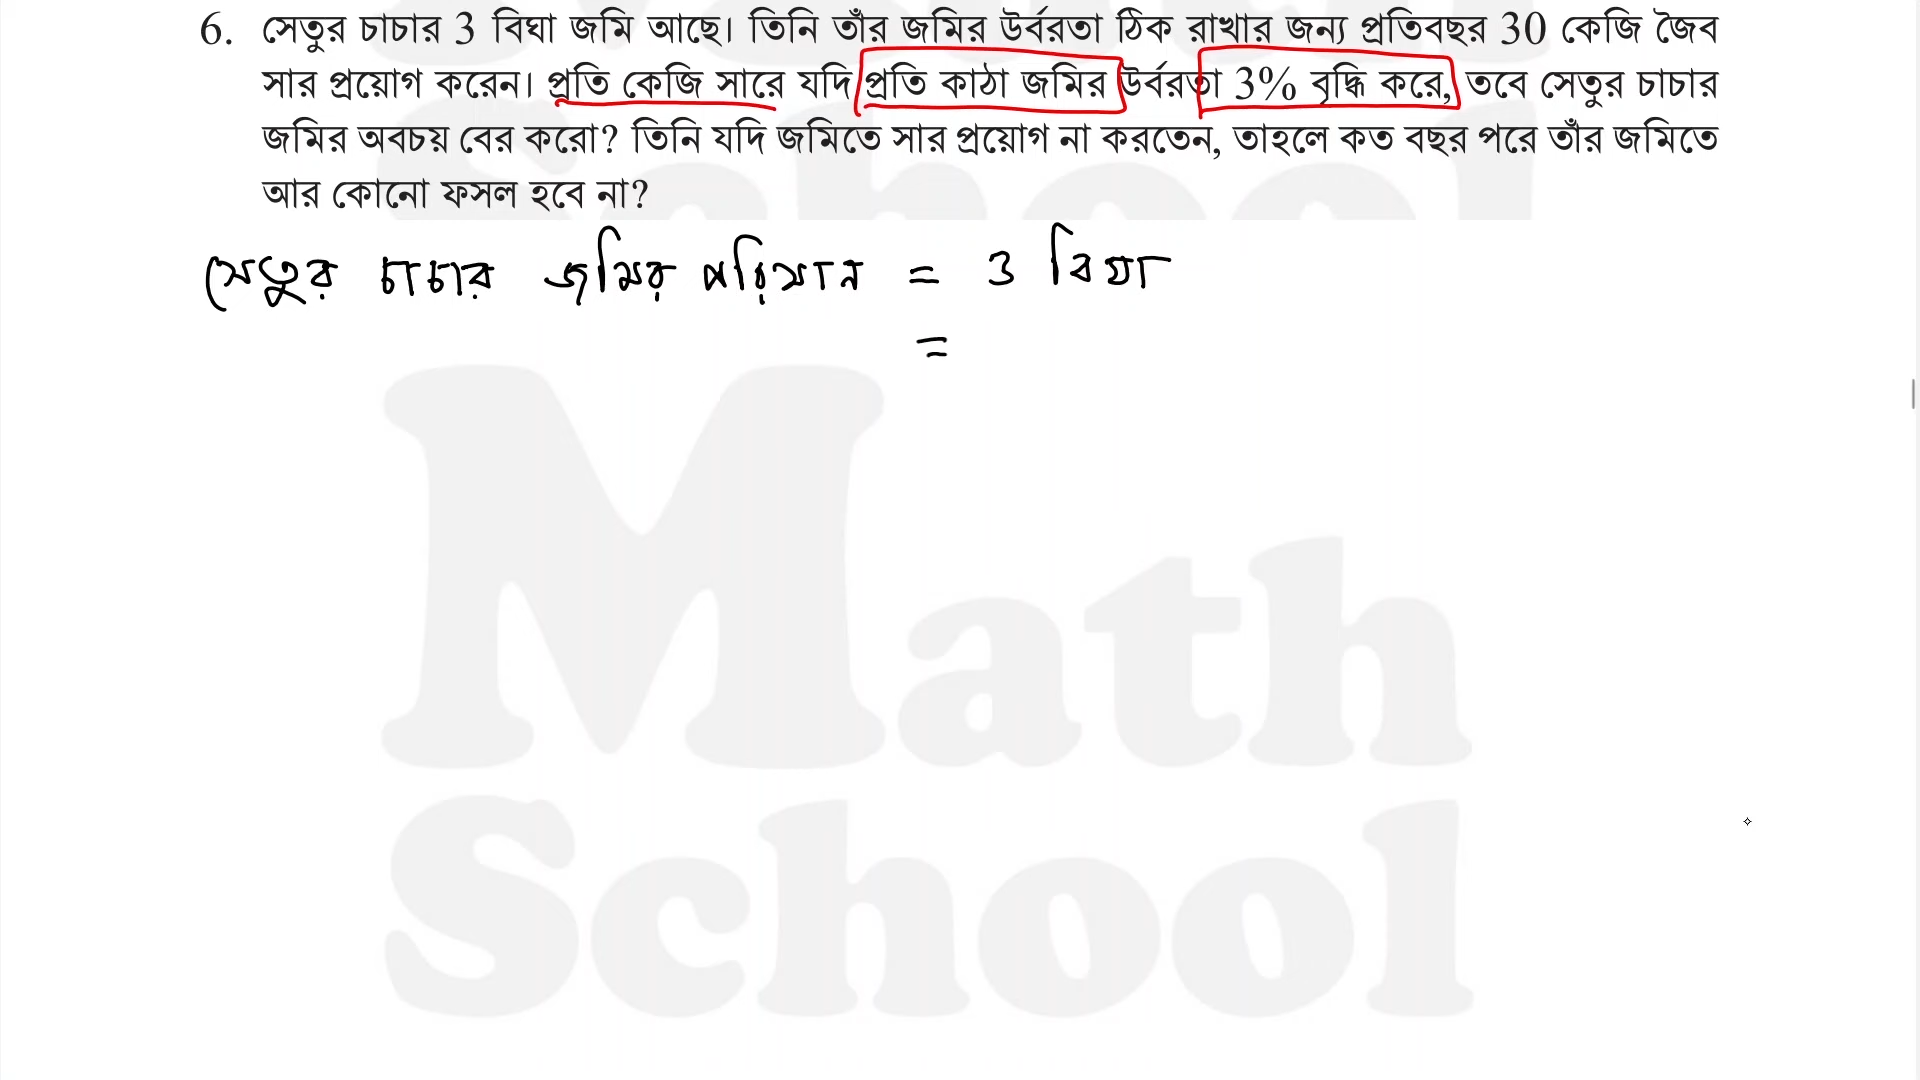 6. সেতুর চাচার 3 বিঘা জমি আছে। তিনি তাঁর জমির উর্বরতা ঠিক রাখার জন্য প্রতিবছর 30 কেজি জৈব
সার প্রয়োগ করেন। প্রতি কেজি সারে যদি প্রতি কাঠা জমির উর্বরতা 3% বৃদ্ধি করে, তবে সেতুর চাচার
জমির অবচয় বের করো? তিনি যদি জমিতে সার প্রয়োগ না করতেন, তাহলে কত বছর পরে তাঁর জমিতে
আর কোনো ফসল হবে না?
সেতুর চাচার জমির পরিমান = 3 বিঘা
=
Math
School